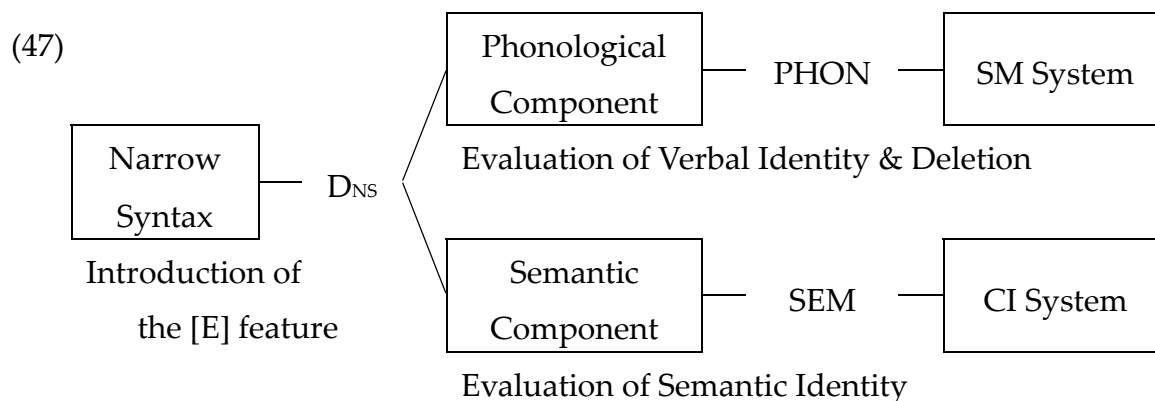 (47)
Phonological
Component
PHON
SM System
Evaluation of Verbal Identity & Deletion
Narrow
Syntax
DNS
Introduction of
the [E] feature
Semantic
Component
SEM
CI System
Evaluation of Semantic Identity